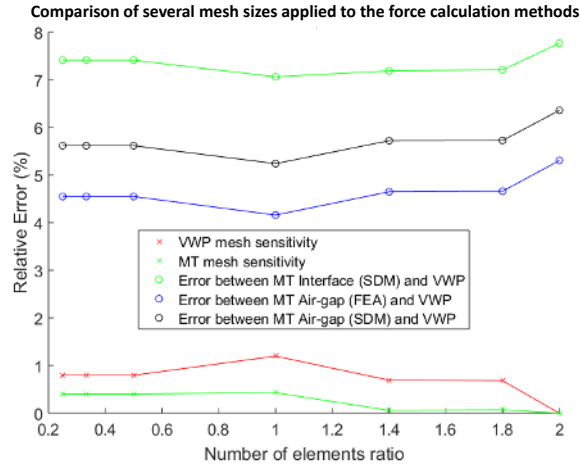 Comparison of several mesh sizes applied to the force calculation methods
8
7
6
5
4
3
2
1
0
Relative Error (%)
VWP mesh sensitivity
MT mesh sensitivity
Error between MT Interface (SDM) and VWP
Error between MT Air-gap (FEA) and VWP
Error between MT Air-gap (SDM) and VWP
0.2 0.4 0.6 0.8 1 1.2 1.4 1.6 1.8 2
Number of elements ratio